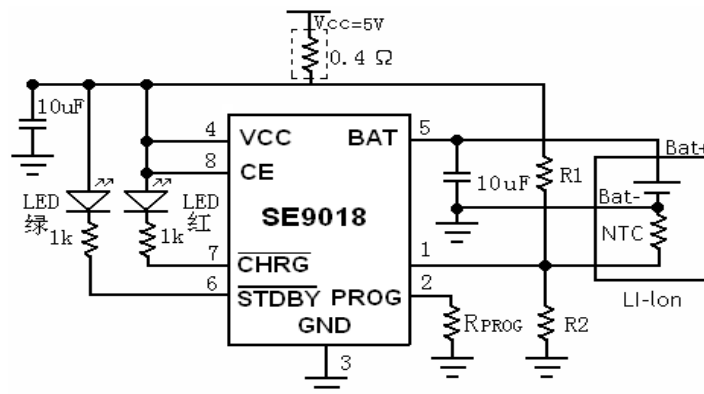 Vcc=5V
0.4 Ω
10uF
4
VCC
BAT
5
Bat+
8
CE
LED
绿
1k
LED
红
1k
10uF
R1
Bat-
SE9018
NTC
7
CHRG
1
6
STDBY
PROG
2
GND
RPROG
R2
LI-Ion
3